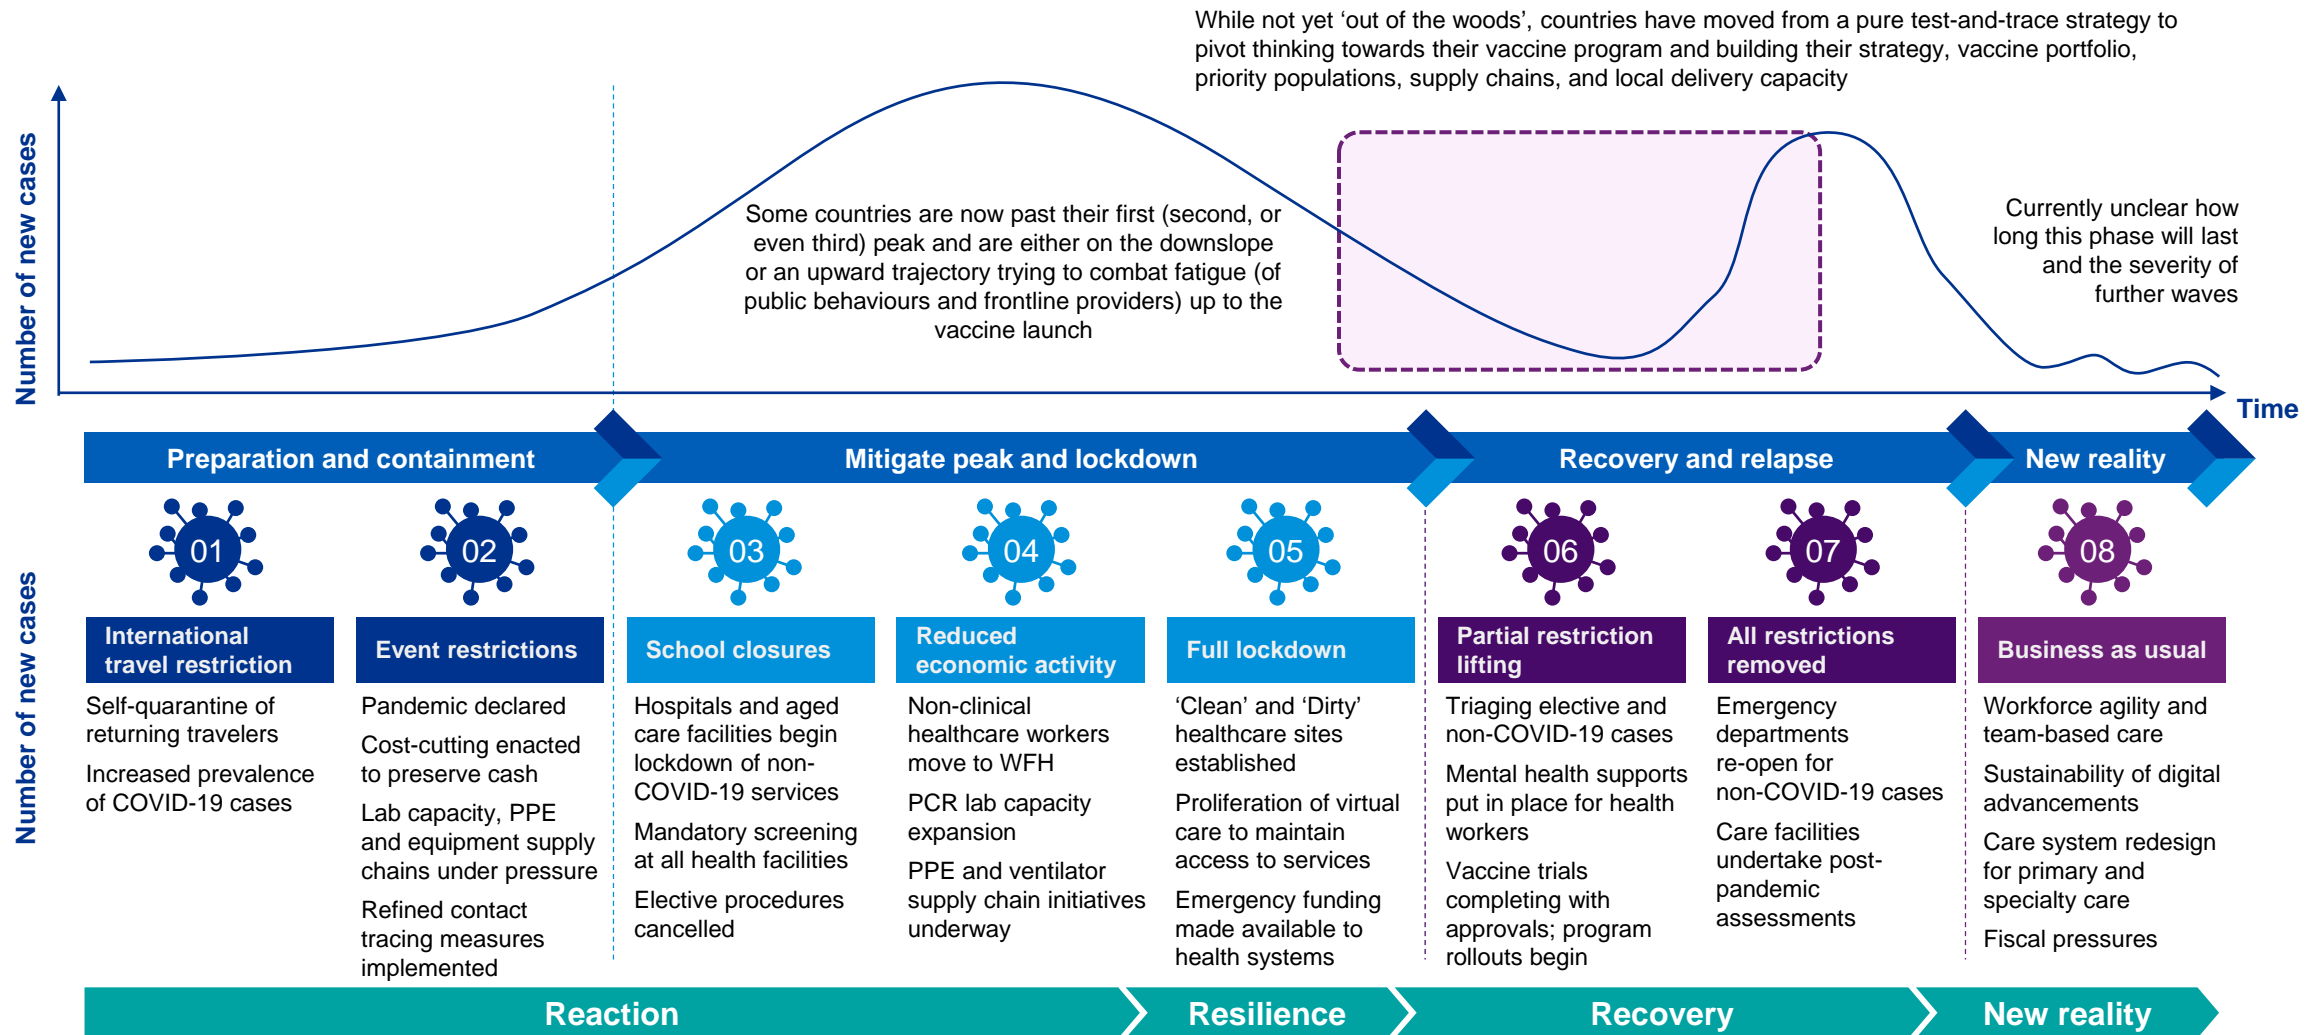 While not yet ‘out of the woods’, countries have moved from a pure test-and-trace strategy to
pivot thinking towards their vaccine program and building their strategy, vaccine portfolio,
priority populations, supply chains, and local delivery capacity
Number of new cases
Some countries are now past their first (second, or
even third) peak and are either on the downslope
or an upward trajectory trying to combat fatigue (of
public behaviours and frontline providers) up to the
vaccine launch
Currently unclear how
long this phase will last
and the severity of
further waves
Time
Preparation and containment
Mitigate peak and lockdown
Recovery and relapse
New reality
Number of new cases
01
International
travel restriction
Self-quarantine of
returning travelers
Increased prevalence
of COVID-19 cases
02
Event restrictions
Pandemic declared
Cost-cutting enacted
to preserve cash
Lab capacity, PPE
and equipment supply
chains under pressure
Refined contact
tracing measures
implemented
03
School closures
Hospitals and aged
care facilities begin
lockdown of non-
COVID-19 services
Mandatory screening
at all health facilities
Elective procedures
cancelled
04
Reduced
economic activity
Non-clinical
healthcare workers
move to WFH
PCR lab capacity
expansion
PPE and ventilator
supply chain initiatives
underway
05
Full lockdown
‘Clean’ and ‘Dirty’
healthcare sites
established
Proliferation of virtual
care to maintain
access to services
Emergency funding
made available to
health systems
06
Partial restriction
lifting
Triaging elective and
non-COVID-19 cases
Mental health supports
put in place for health
workers
Vaccine trials
completing with
approvals; program
rollouts begin
07
All restrictions
removed
Emergency
departments
re-open for
non-COVID-19 cases
Care facilities
undertake post-
pandemic
assessments
08
Business as usual
Workforce agility and
team-based care
Sustainability of digital
advancements
Care system redesign
for primary and
specialty care
Fiscal pressures
Reaction
Resilience
Recovery
New reality